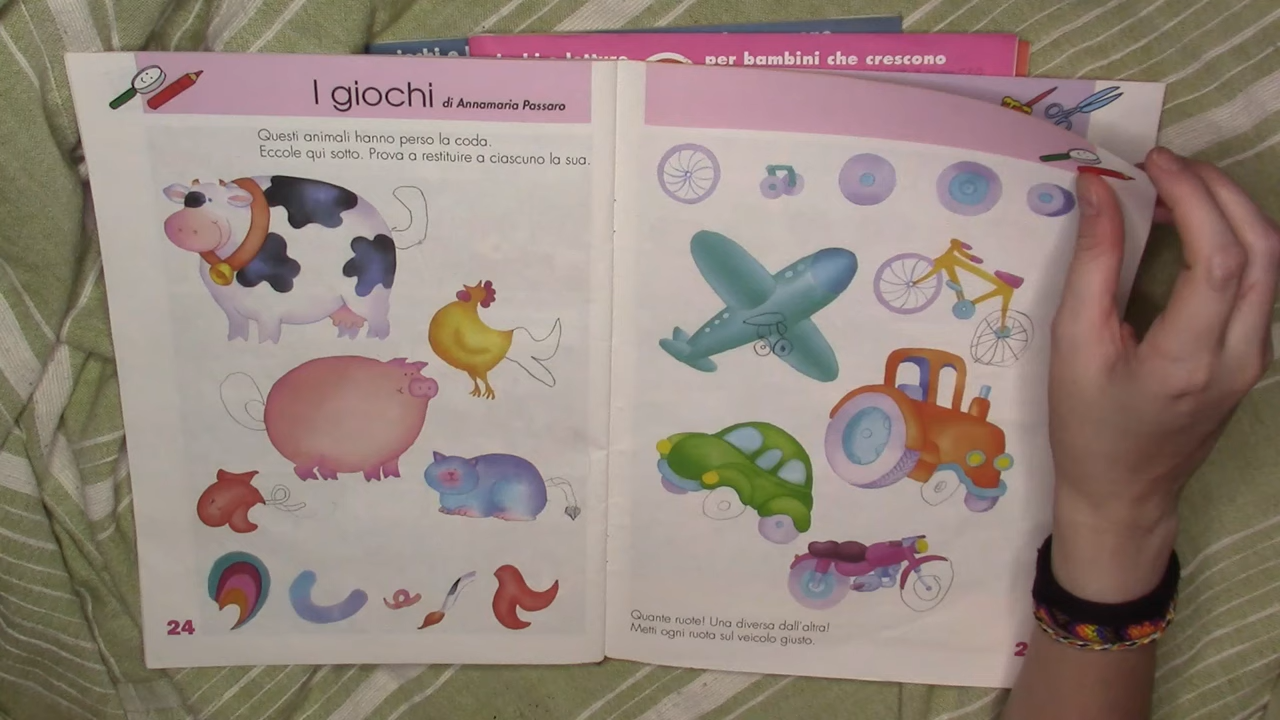 per bambini che crescono
I giochi di Annamaria Passaro
Questi animali hanno perso la coda.
Eccole qui sotto. Prova a restituire a ciascuno la sua.
24
Quante ruote! Una diversa dall'altra!
Metti ogni ruota sul veicolo giusto.
2